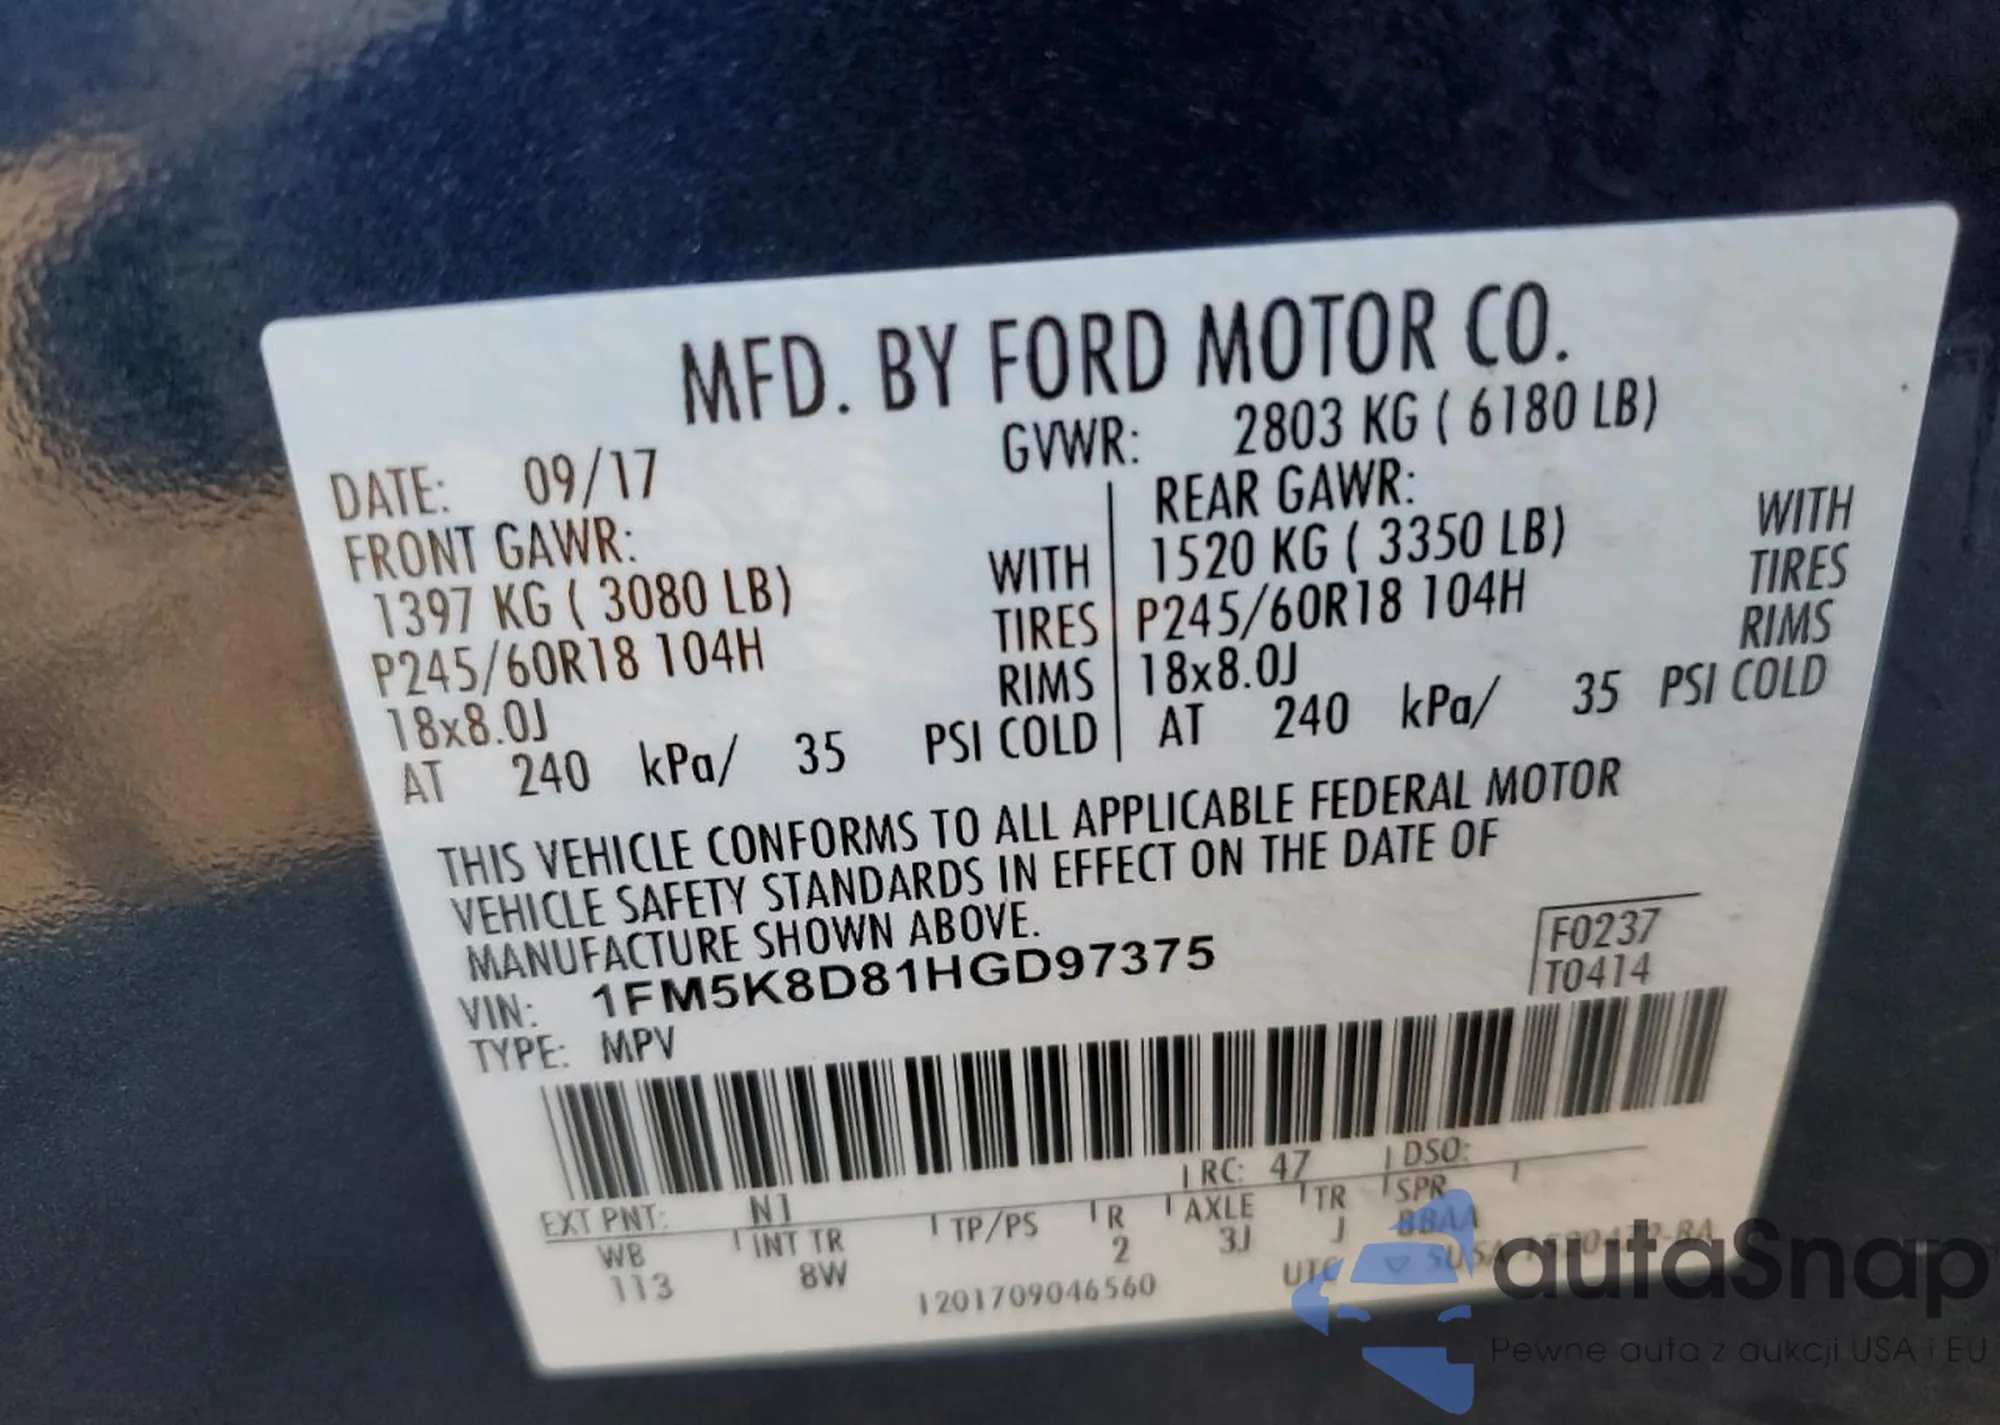 MFD. BY FORD MOTOR CO.
DATE: 09/17 GVWR: 2803 KG ( 6180 LB)
FRONT GAWR: REAR GAWR:
1397 KG ( 3080 LB) WITH 1520 KG ( 3350 LB) WITH
P245/60R18 104H TIRES P245/60R18 104H TIRES
18x8.0J RIMS 18x8.0J RIMS
AT 240 kPa/ 35 PSI COLD AT 240 kPa/ 35 PSI COLD
THIS VEHICLE CONFORMS TO ALL APPLICABLE FEDERAL MOTOR
VEHICLE SAFETY STANDARDS IN EFFECT ON THE DATE OF
MANUFACTURE SHOWN ABOVE.
VIN: 1FM5K8D81HGD97375 F0237
TYPE: MPV T0414
EXT PNT: N1 RC: 47 DSO:
WB INT TR TP/PS R AXLE TR SPR
113 8W 2 3J J BBAA
1201709046560 UTC
autaSnap
Pewne auta z aukcji USA i EU